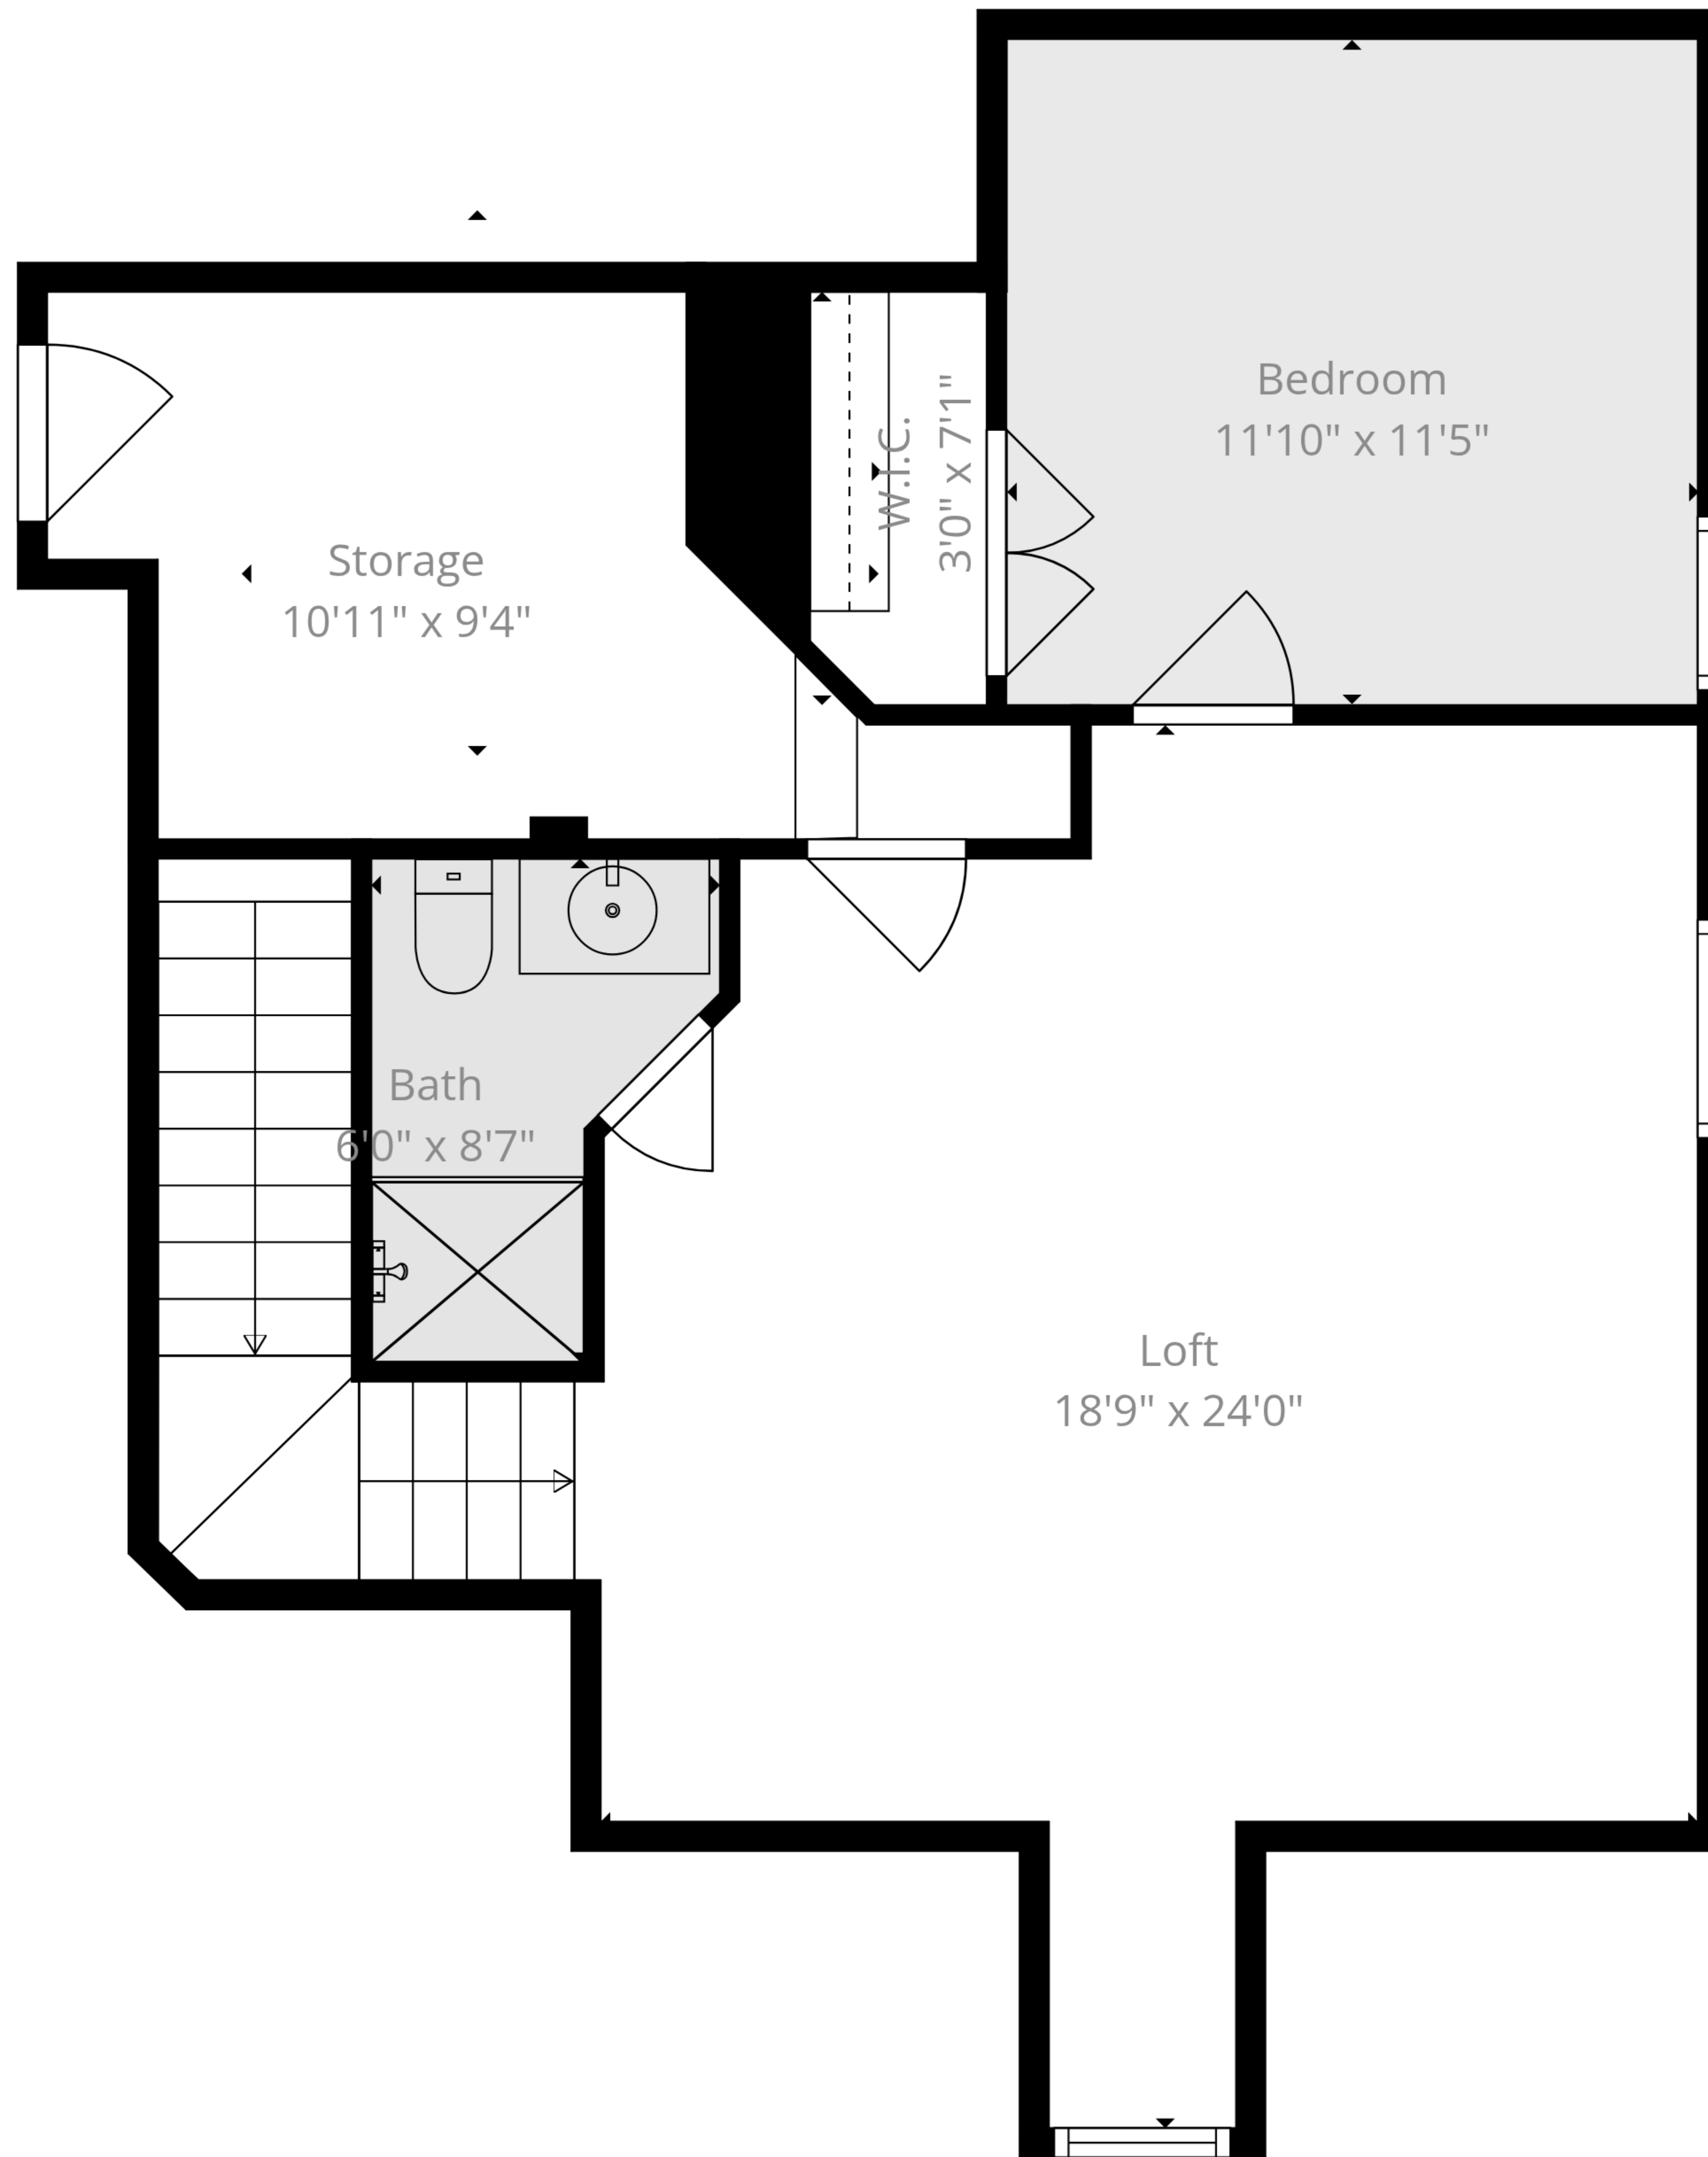 Bedroom
11'10" x 11'5"
W.I.C.
3'0" x 7'1"
Storage
10'11" x 9'4"
Bath
6'0" x 8'7"
Loft
18'9" x 24'0"